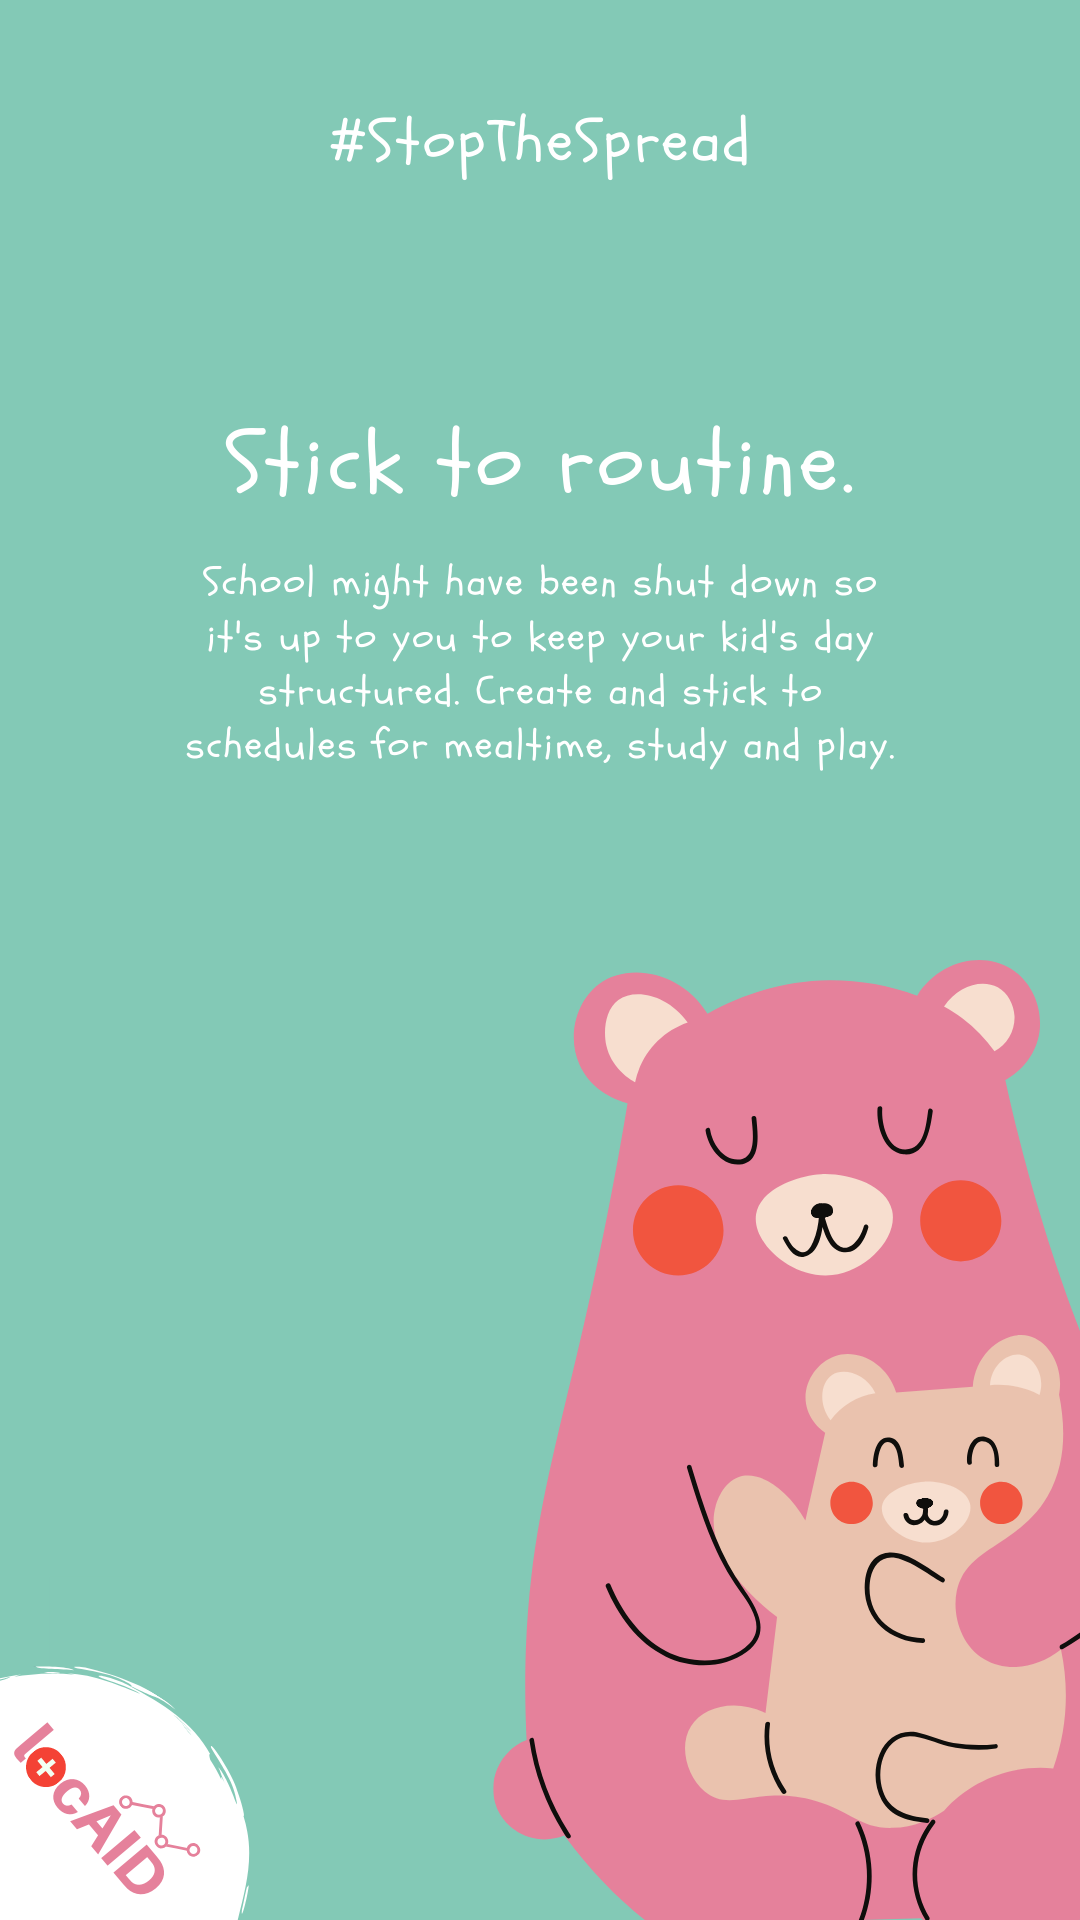 #StopTheSpread
Stick to routine.
School might have been shut down so
it's up to you to keep your kid's day
structured. Create and stick to
schedules for mealtime, study and play.
locAID